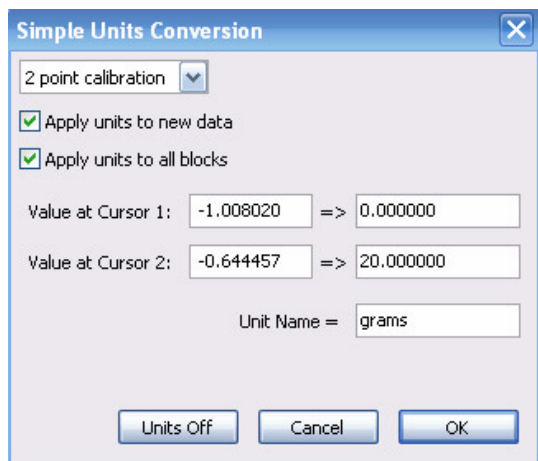 Simple Units Conversion
2 point calibration
Apply units to new data
Apply units to all blocks
Value at Cursor 1: -1.008020 => 0.000000
Value at Cursor 2: -0.644457 => 20.000000
Unit Name = grams
Units Off Cancel OK